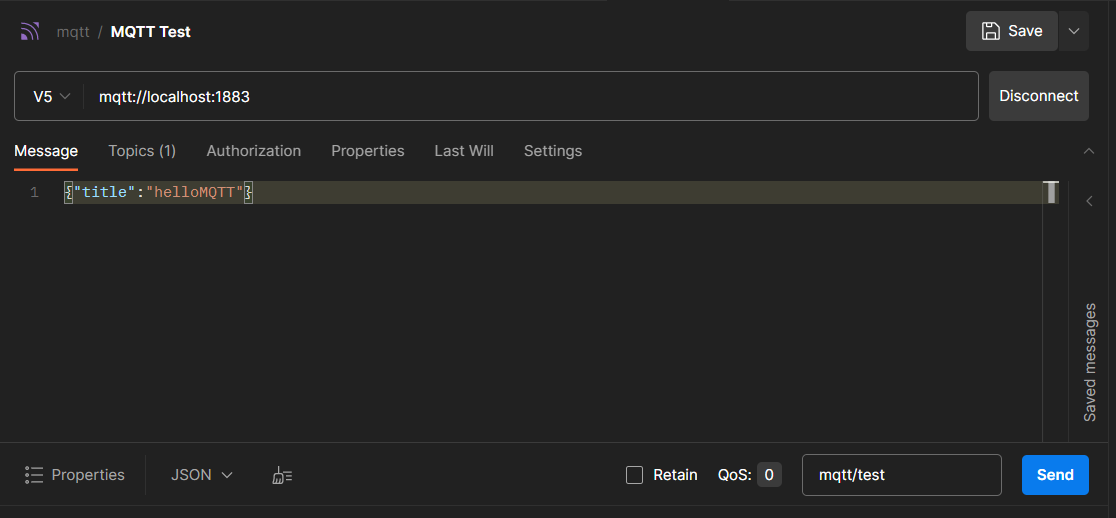 mqtt / MQTT Test
Save
V5 mqtt://localhost:1883 Disconnect
Message Topics (1) Authorization Properties Last Will Settings
1 {"title":"helloMQTT"}
Saved messages
Properties JSON Retain QoS: 0 mqtt/test Send